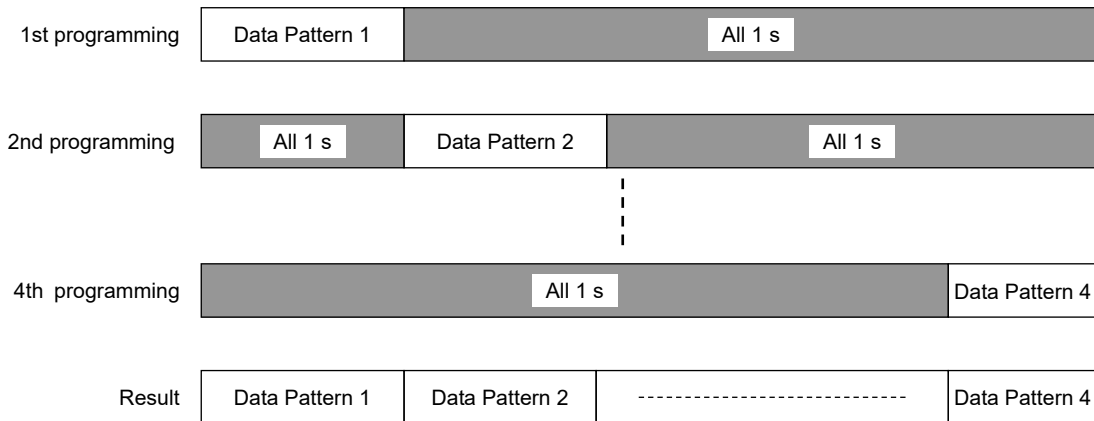 1st programming Data Pattern 1 All 1 s
2nd programming All 1 s Data Pattern 2 All 1 s
4th programming All 1 s Data Pattern 4
Result Data Pattern 1 Data Pattern 2 Data Pattern 4